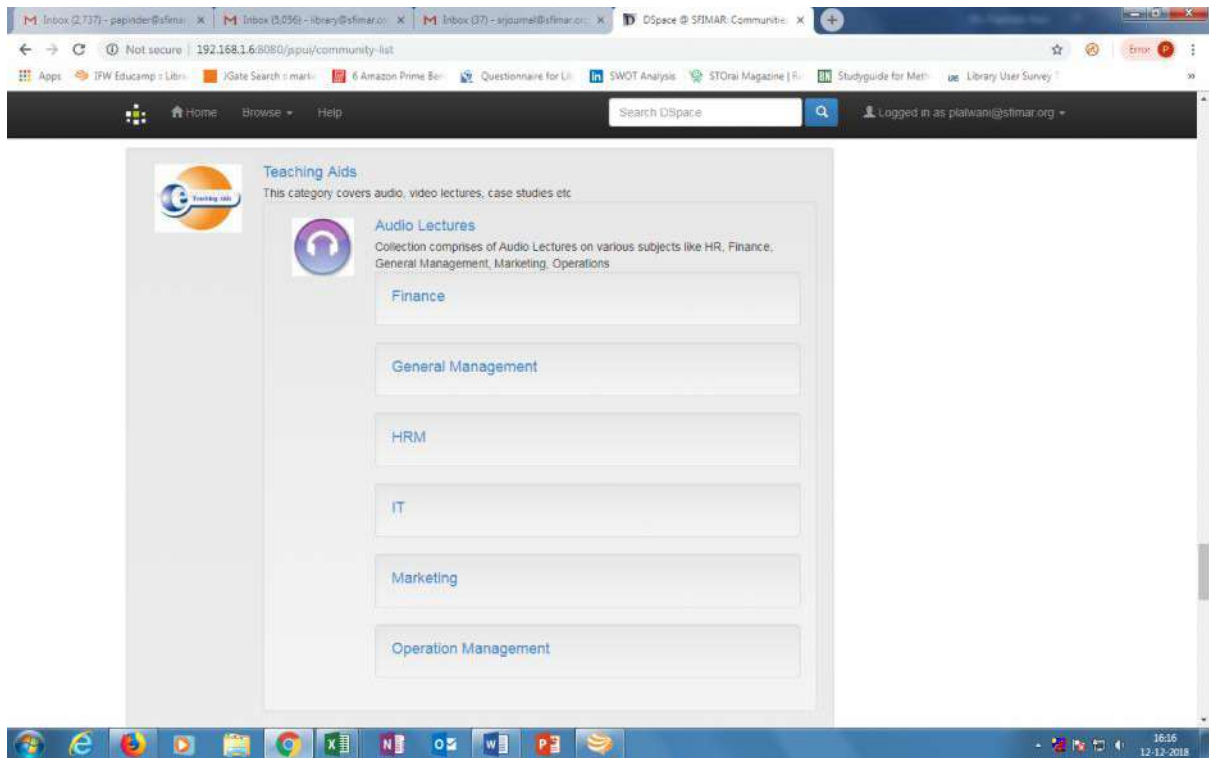 Inbox (2,737) - pepinder@sfimar
Inbox (5,056) - library@sfimar.or
Inbox (37) - srjournal@sfimar.or
DSpace @ SFIMAR: Communitie
Not secure | 192.168.1.6:8080/jspui/community-list
Error P
Apps
IFW Educamp : Libra
JGate Search : marke
6 Amazon Prime Ben
Questionnaire for Li
SWOT Analysis
STOrai Magazine | R
Studyguide for Meth
Library User Survey
Home
Browse
Help
Search DSpace
Logged in as plalwani@sfimar.org
Teaching Aids
This category covers audio, video lectures, case studies etc
Teaching Aids
Audio Lectures
Collection comprises of Audio Lectures on various subjects like HR, Finance,
General Management, Marketing, Operations
Finance
General Management
HRM
IT
Marketing
Operation Management
16:16
12-12-2018